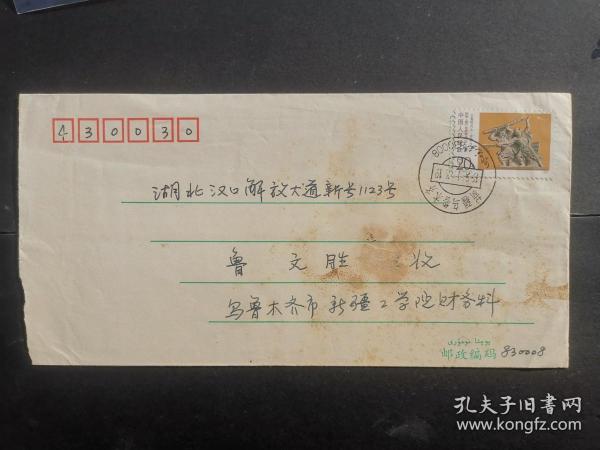 430030
20
湖北汉口解放大道新号1123号
鲁文胜 收
乌鲁木齐市新疆工学院财务科
邮政编码 830008
孔夫子旧书网
www.kongfz.com